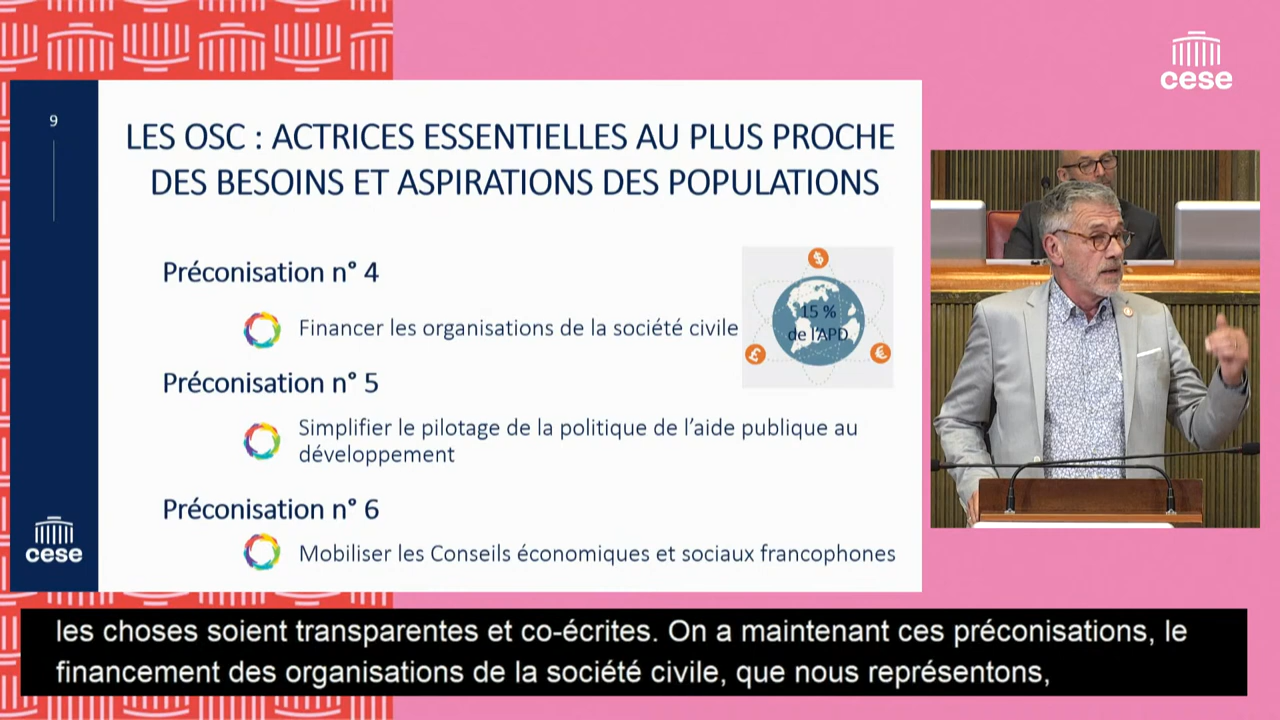 cese
9
LES OSC : ACTRICES ESSENTIELLES AU PLUS PROCHE
DES BESOINS ET ASPIRATIONS DES POPULATIONS
Préconisation n° 4
Financer les organisations de la société civile
$
15 %
de l'APD
£
€
Préconisation n° 5
Simplifier le pilotage de la politique de l'aide publique au
développement
Préconisation n° 6
Mobiliser les Conseils économiques et sociaux francophones
cese
les choses soient transparentes et co-écrites. On a maintenant ces préconisations, le
financement des organisations de la société civile, que nous représentons,